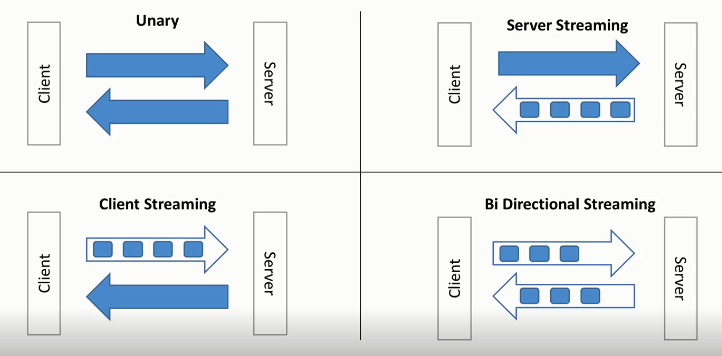 Unary
Client
Server
Server Streaming
Client
Server
Client Streaming
Client
Server
Bi Directional Streaming
Client
Server